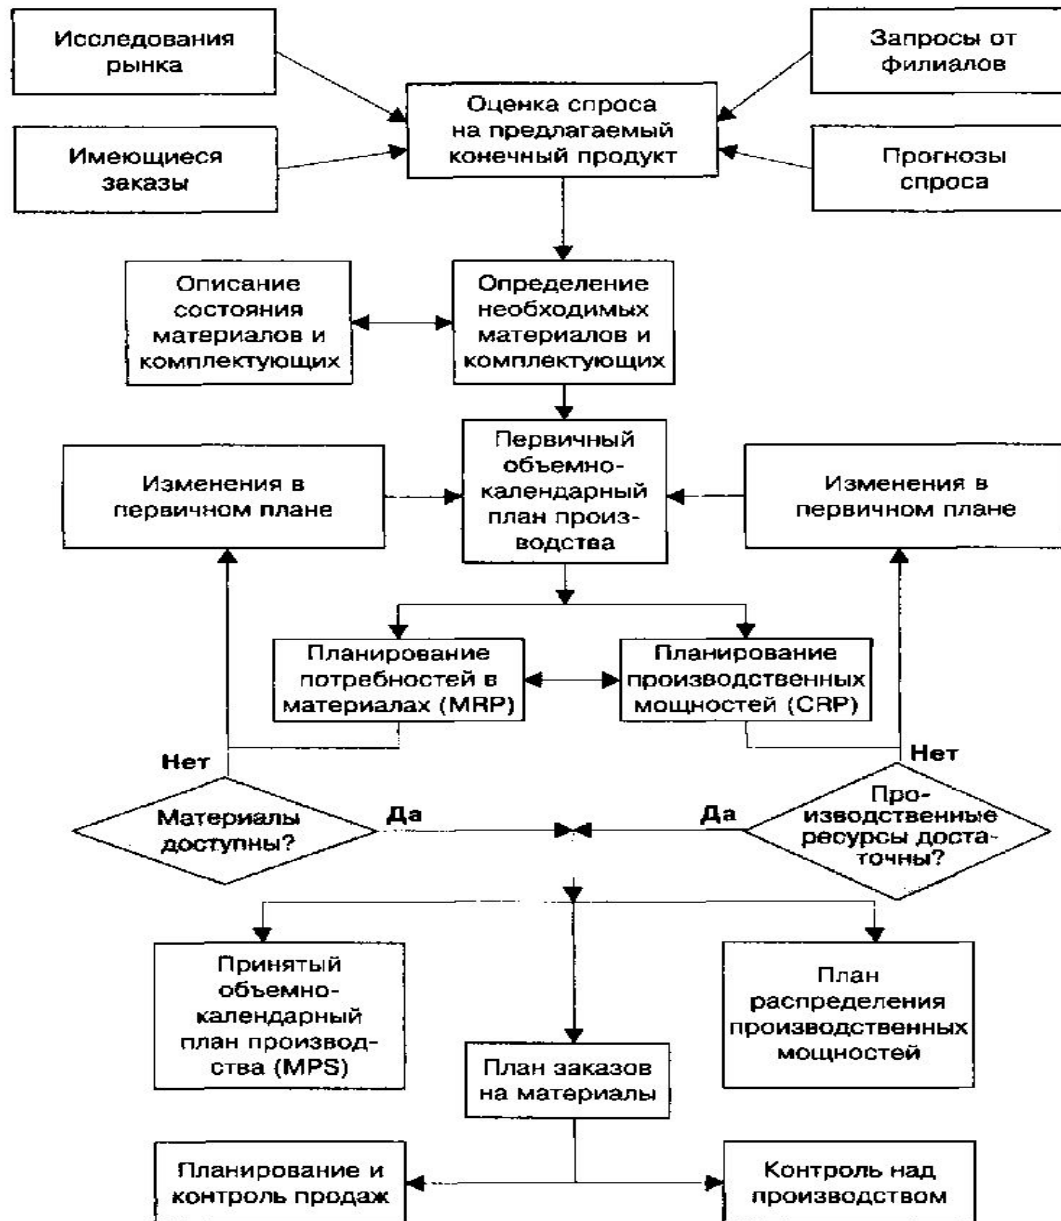 Исследования
рынка
Запросы от
филиалов
Оценка спроса
на предлагаемый
конечный продукт
Имеющиеся
заказы
Прогнозы
спроса
Описание
состояния
материалов и
комплектующих
Определение
необходимых
материалов и
комплектующих
Первичный
объемно-
календарный
план произ-
водства
Изменения в
первичном плане
Изменения в
первичном плане
Планирование
потребностей в
материалах (MRP)
Планирование
производственных
мощностей (CRP)
Нет
Нет
Материалы
доступны?
Да
Да
Про-
изводственные
ресурсы доста-
точны?
Принятый
объемно-
календарный
план производ-
ства (MPS)
План
распределения
производственных
мощностей
План заказов
на материалы
Планирование и
контроль продаж
Контроль над
производством